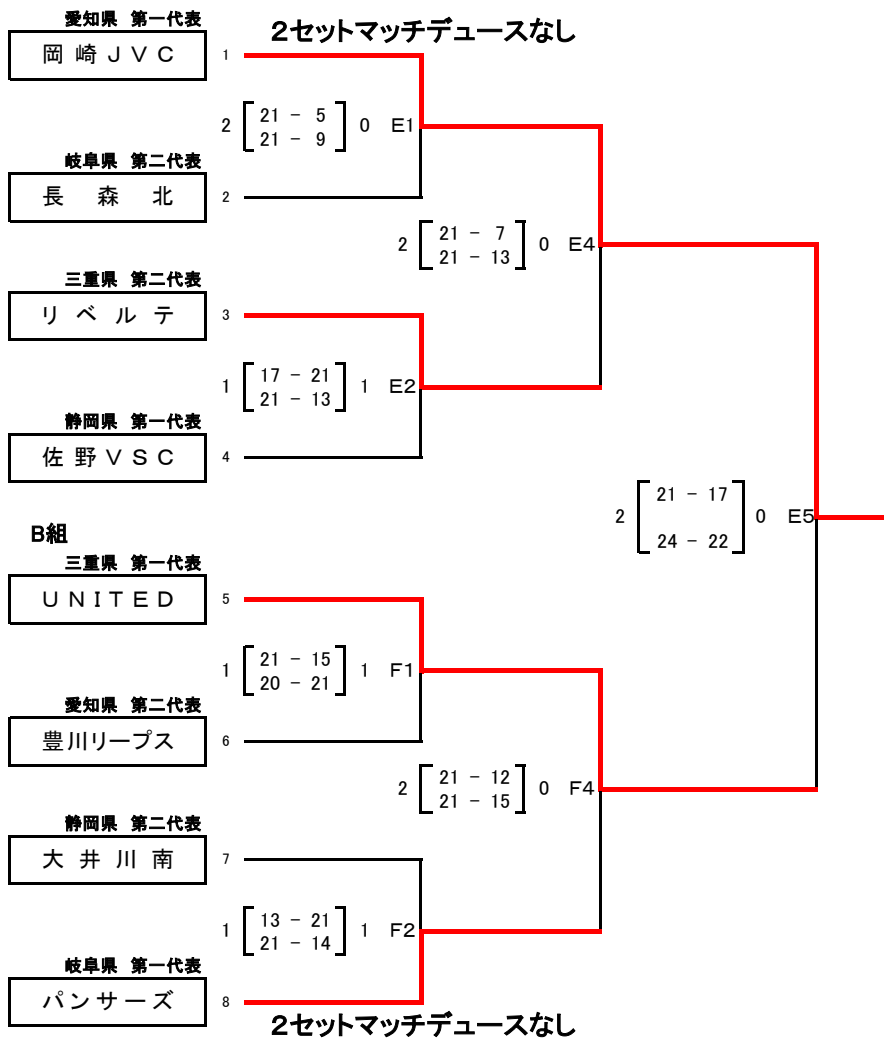 愛知県 第一代表
2セットマッチデュースなし
岡崎JVC 1
2 21 - 5 0 E1
21 - 9
岐阜県 第二代表
長森北 2
2 21 - 7 0 E4
21 - 13
三重県 第二代表
リベルテ 3
1 17 - 21 1 E2
21 - 13
静岡県 第一代表
佐野VSC 4
2 21 - 17 0 E5
24 - 22
B組
三重県 第一代表
UNITED 5
1 21 - 15 1 F1
20 - 21
愛知県 第二代表
豊川リープス 6
2 21 - 12 0 F4
21 - 15
静岡県 第二代表
大井川南 7
1 13 - 21 1 F2
21 - 14
岐阜県 第一代表
パンサーズ 8
2セットマッチデュースなし